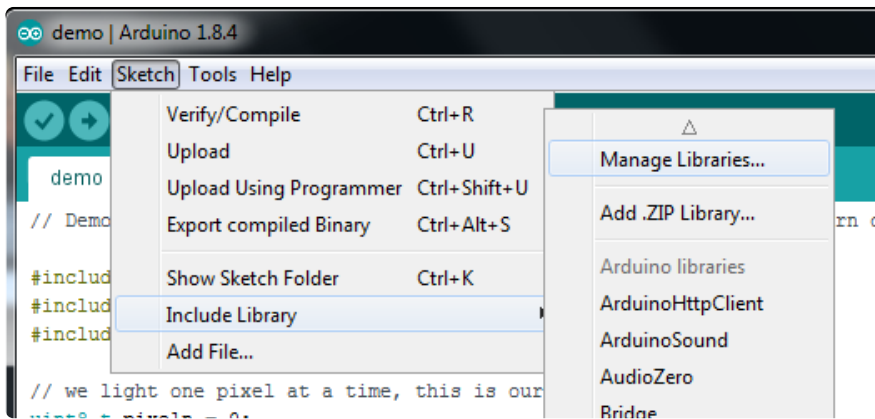 demo | Arduino 1.8.4
File Edit Sketch Tools Help
Verify/Compile Ctrl+R
Upload Ctrl+U
Upload Using Programmer Ctrl+Shift+U
Export compiled Binary Ctrl+Alt+S
Show Sketch Folder Ctrl+K
Include Library
Add File...
Manage Libraries...
Add .ZIP Library...
Arduino libraries
ArduinoHttpClient
ArduinoSound
AudioZero
Bridge
demo
// Demo
#includ
#includ
#includ
// we light one pixel at a time, this is our
uint8_t pixeln = 0;